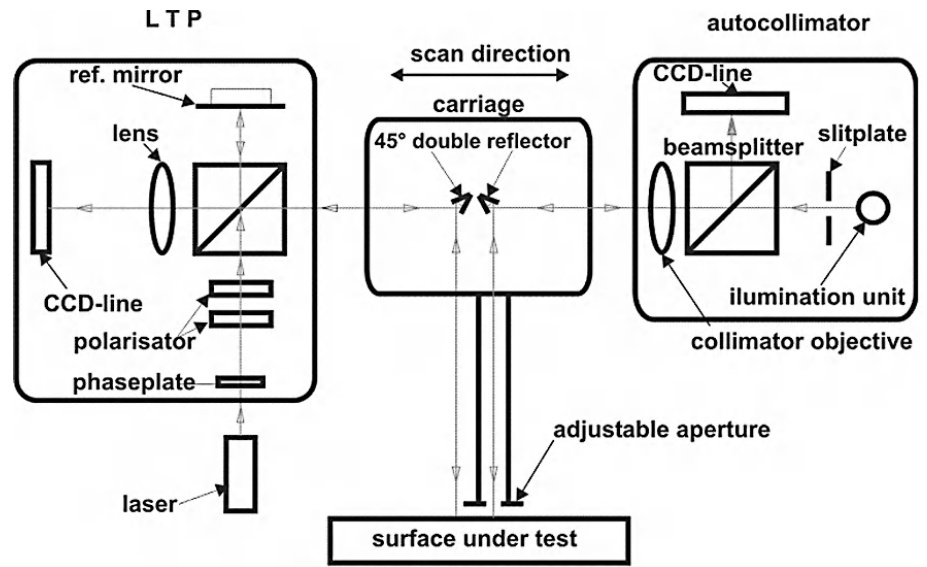 L T P
autocollimator
scan direction
ref. mirror
CCD-line
carriage
lens
45° double reflector
beamsplitter
slitplate
CCD-line
ilumination unit
polarisator
collimator objective
phaseplate
adjustable aperture
laser
surface under test